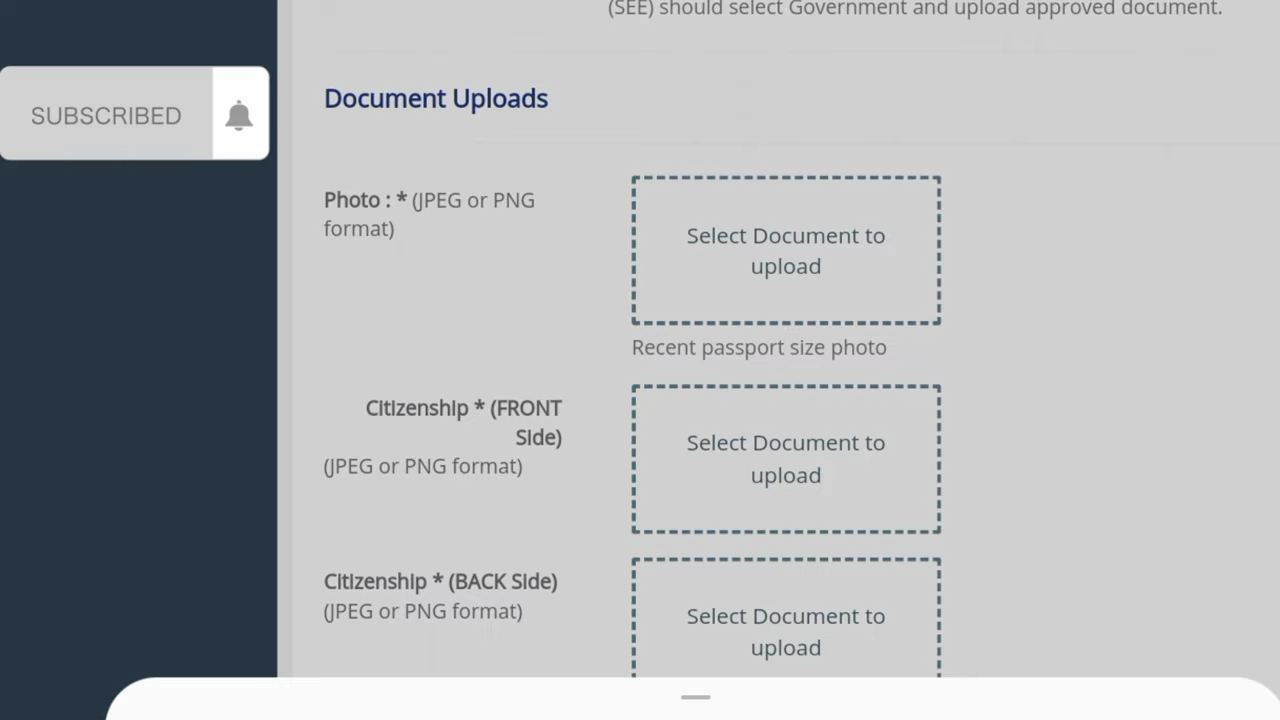 (SEE) should select Government and upload approved document.
SUBSCRIBED
Document Uploads
Photo : * (JPEG or PNG
format)
Select Document to
upload
Recent passport size photo
Citizenship * (FRONT
Side)
(JPEG or PNG format)
Select Document to
upload
Citizenship * (BACK Side)
(JPEG or PNG format)
Select Document to
upload